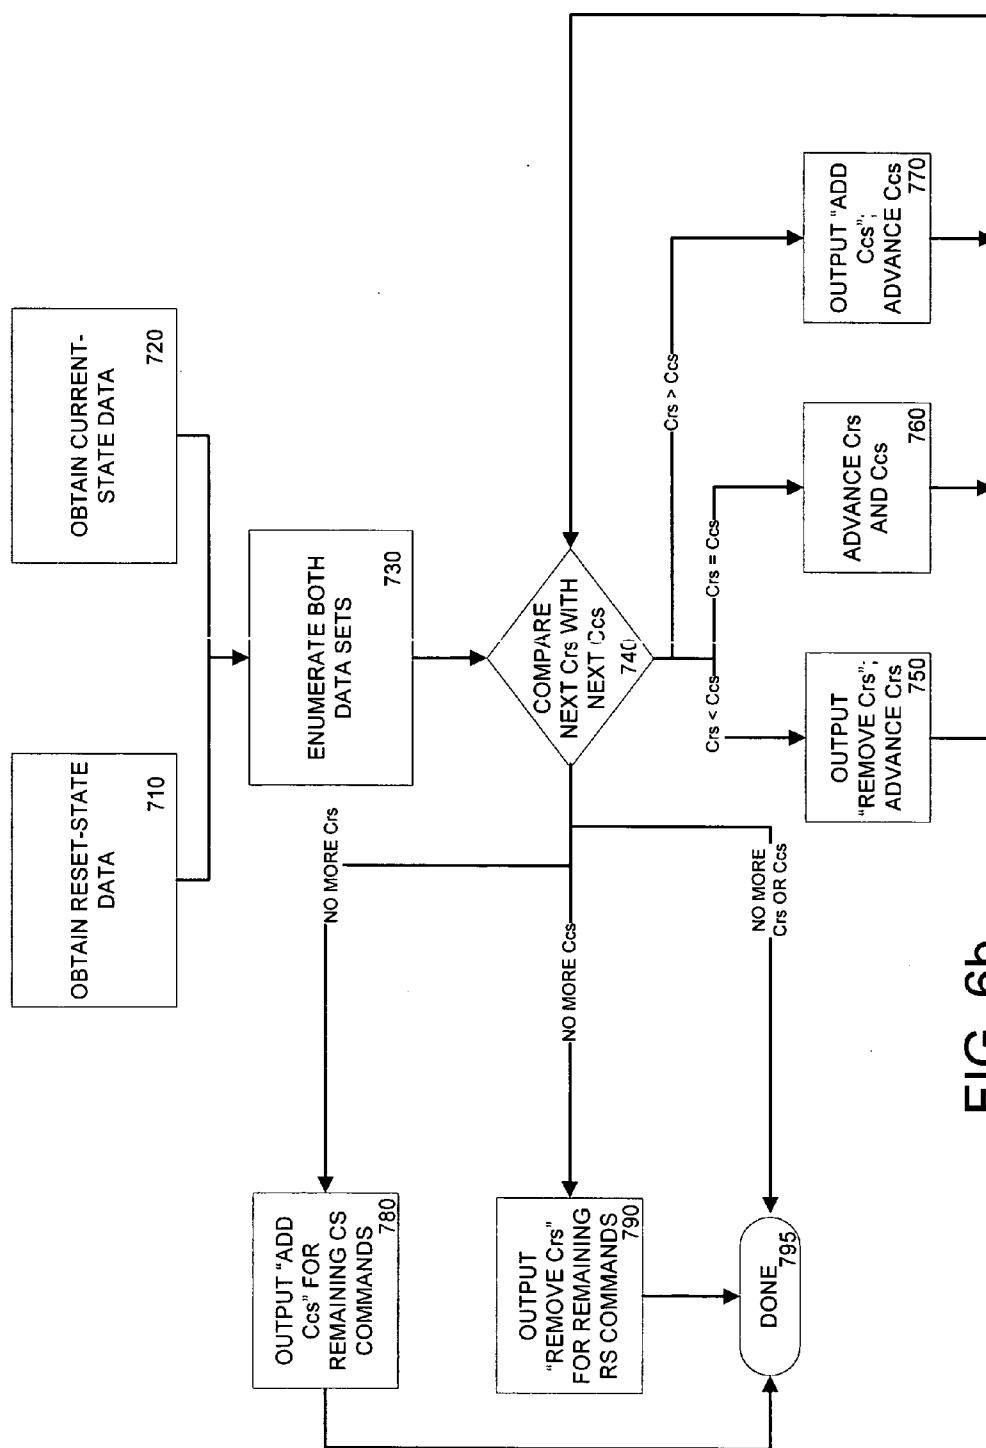 OBTAIN RESET-STATE
DATA
710
OBTAIN CURRENT-
STATE DATA
720
ENUMERATE BOTH
DATA SETS
730
COMPARE
NEXT Crs WITH
NEXT Ccs
740
NO MORE Crs
NO MORE Ccs
NO MORE
Crs OR Ccs
Crs < Ccs
Crs = Ccs
Crs > Ccs
OUTPUT "ADD
Ccs" FOR
REMAINING CS
COMMANDS
780
OUTPUT
"REMOVE Crs"
FOR REMAINING
RS COMMANDS
790
DONE
795
OUTPUT
"REMOVE Crs";
ADVANCE Crs
750
ADVANCE Crs
AND Ccs
760
OUTPUT "ADD
Ccs";
ADVANCE Ccs
770
FIG. 6b